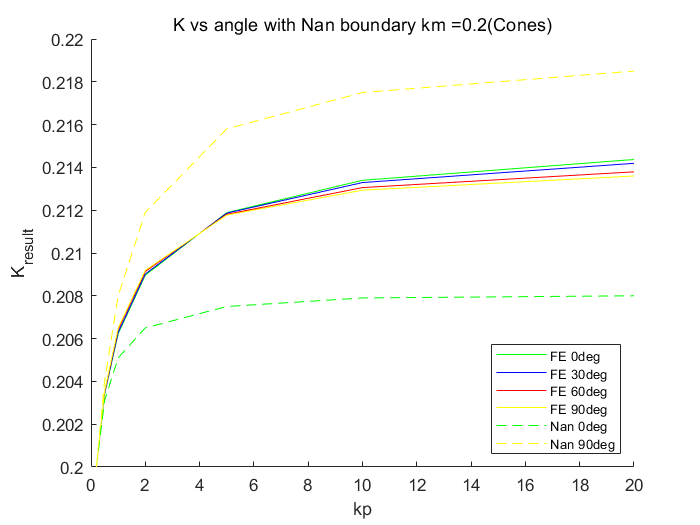 K vs angle with Nan boundary km =0.2(Cones)
0.22
0.218
0.216
0.214
0.212
0.21
0.208
0.206
0.204
0.202
0.2
K_result
FE 0deg
FE 30deg
FE 60deg
FE 90deg
Nan 0deg
Nan 90deg
0 2 4 6 8 10 12 14 16 18 20
kp